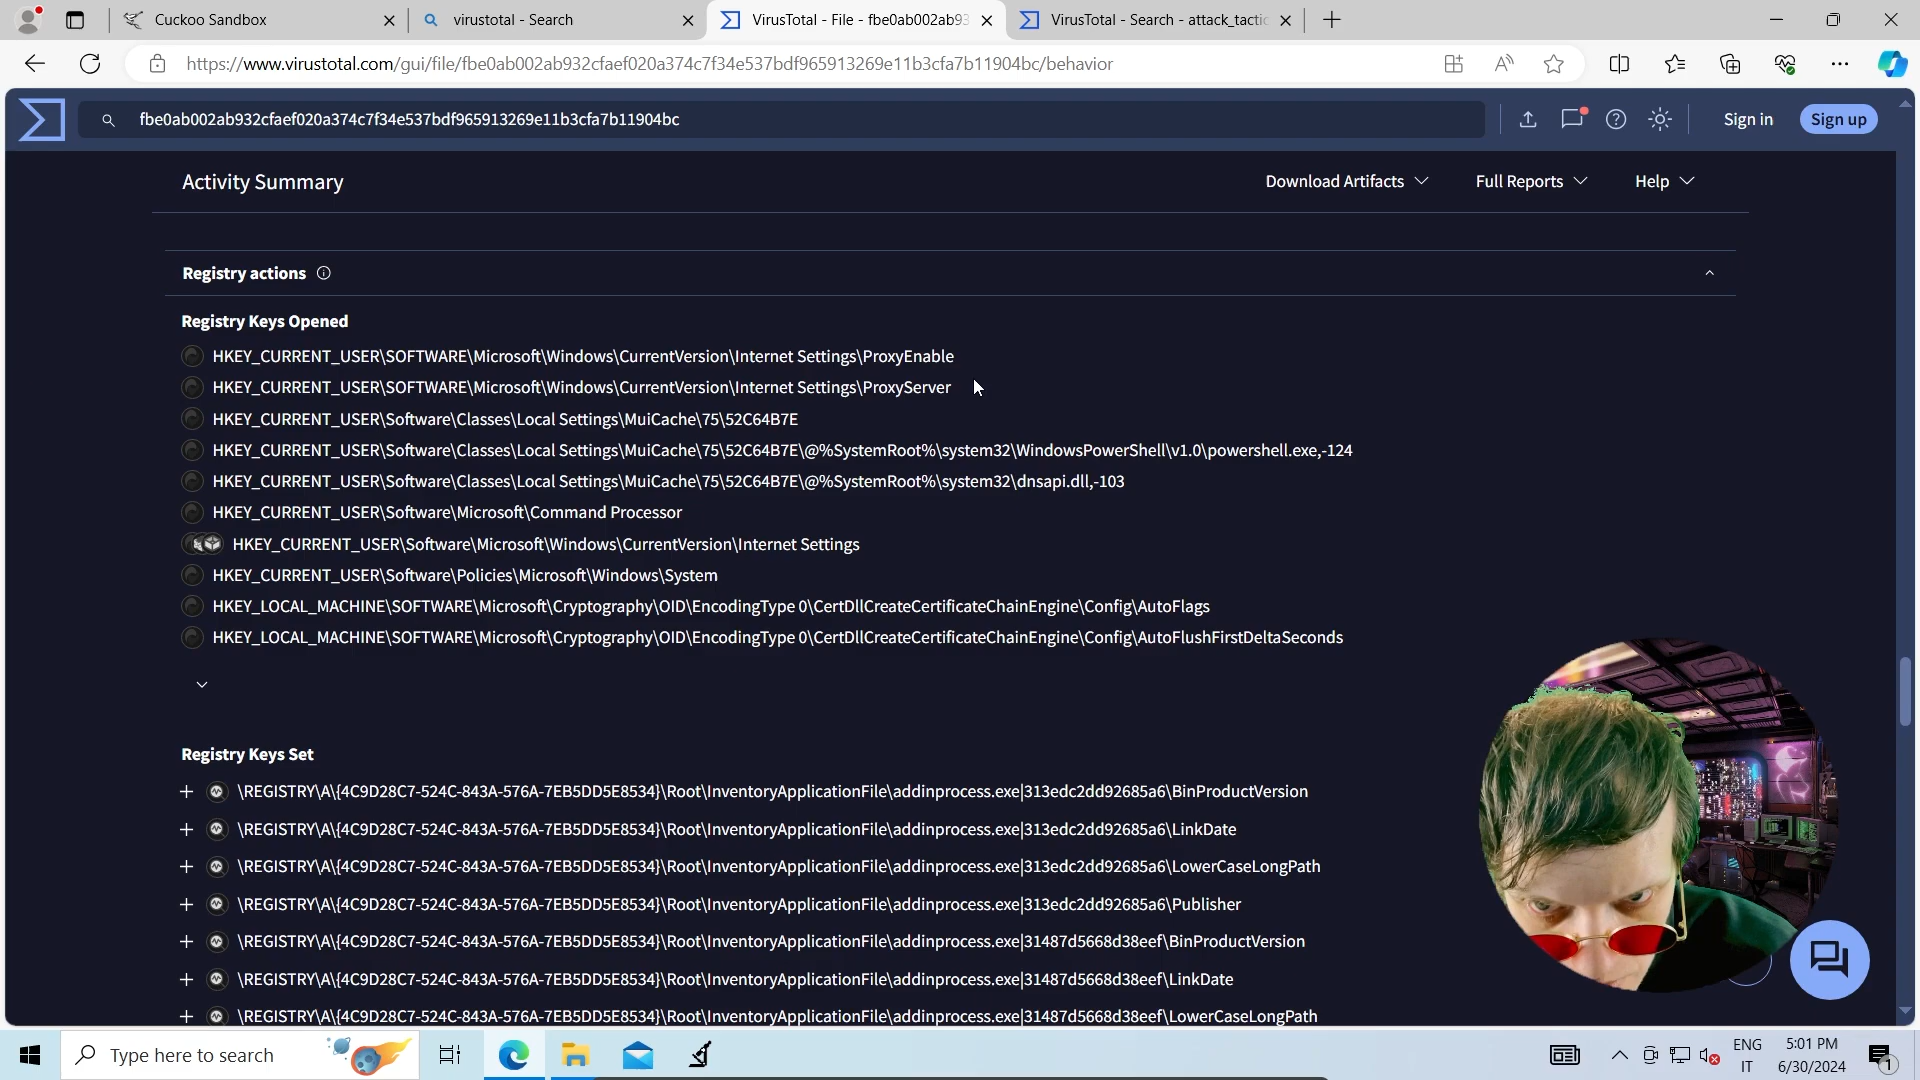 Cuckoo Sandbox
virustotal - Search
VirusTotal - File - fbe0ab002ab93
VirusTotal - Search - attack_tactic
https://www.virustotal.com/gui/file/fbe0ab002ab932cfaef020a374c7f34e537bdf965913269e11b3cfa7b11904bc/behavior
fbe0ab002ab932cfaef020a374c7f34e537bdf965913269e11b3cfa7b11904bc
Sign in
Sign up
Activity Summary
Download Artifacts
Full Reports
Help
Registry actions
Registry Keys Opened
HKEY_CURRENT_USER\SOFTWARE\Microsoft\Windows\CurrentVersion\Internet Settings\ProxyEnable
HKEY_CURRENT_USER\SOFTWARE\Microsoft\Windows\CurrentVersion\Internet Settings\ProxyServer
HKEY_CURRENT_USER\Software\Classes\Local Settings\MuiCache\75\52C64B7E
HKEY_CURRENT_USER\Software\Classes\Local Settings\MuiCache\75\52C64B7E\@%SystemRoot%\system32\WindowsPowerShell\v1.0\powershell.exe,-124
HKEY_CURRENT_USER\Software\Classes\Local Settings\MuiCache\75\52C64B7E\@%SystemRoot%\system32\dnsapi.dll,-103
HKEY_CURRENT_USER\Software\Microsoft\Command Processor
HKEY_CURRENT_USER\Software\Microsoft\Windows\CurrentVersion\Internet Settings
HKEY_CURRENT_USER\Software\Policies\Microsoft\Windows\System
HKEY_LOCAL_MACHINE\SOFTWARE\Microsoft\Cryptography\OID\EncodingType 0\CertDllCreateCertificateChainEngine\Config\AutoFlags
HKEY_LOCAL_MACHINE\SOFTWARE\Microsoft\Cryptography\OID\EncodingType 0\CertDllCreateCertificateChainEngine\Config\AutoFlushFirstDeltaSeconds
Registry Keys Set
\REGISTRY\A\{4C9D28C7-524C-843A-576A-7EB5DD5E8534}\Root\InventoryApplicationFile\addinprocess.exe|313edc2dd92685a6\BinProductVersion
\REGISTRY\A\{4C9D28C7-524C-843A-576A-7EB5DD5E8534}\Root\InventoryApplicationFile\addinprocess.exe|313edc2dd92685a6\LinkDate
\REGISTRY\A\{4C9D28C7-524C-843A-576A-7EB5DD5E8534}\Root\InventoryApplicationFile\addinprocess.exe|313edc2dd92685a6\LowerCaseLongPath
\REGISTRY\A\{4C9D28C7-524C-843A-576A-7EB5DD5E8534}\Root\InventoryApplicationFile\addinprocess.exe|313edc2dd92685a6\Publisher
\REGISTRY\A\{4C9D28C7-524C-843A-576A-7EB5DD5E8534}\Root\InventoryApplicationFile\addinprocess.exe|31487d5668d38eef\BinProductVersion
\REGISTRY\A\{4C9D28C7-524C-843A-576A-7EB5DD5E8534}\Root\InventoryApplicationFile\addinprocess.exe|31487d5668d38eef\LinkDate
\REGISTRY\A\{4C9D28C7-524C-843A-576A-7EB5DD5E8534}\Root\InventoryApplicationFile\addinprocess.exe|31487d5668d38eef\LowerCaseLongPath
Type here to search
ENG
IT
5:01 PM
6/30/2024
1